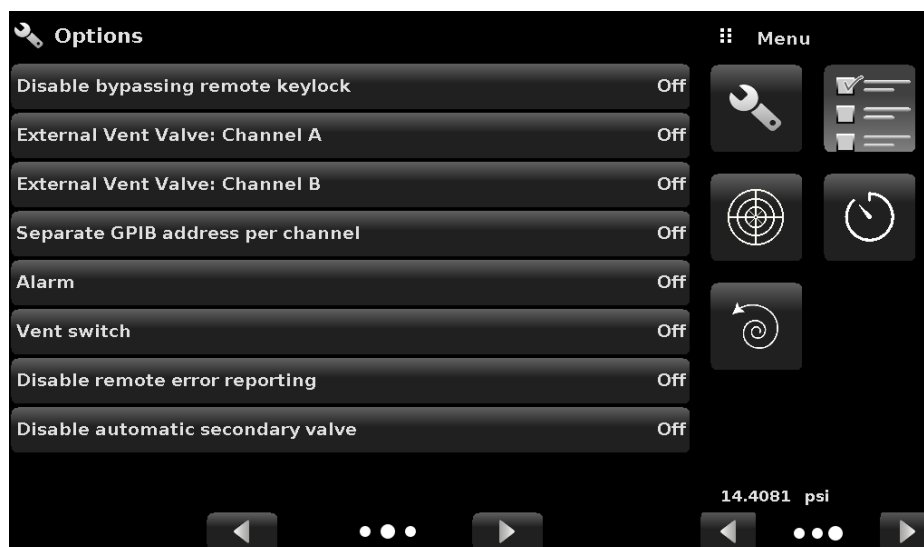 Options
Menu
Disable bypassing remote keylock Off
External Vent Valve: Channel A Off
External Vent Valve: Channel B Off
Separate GPIB address per channel Off
Alarm Off
Vent switch Off
Disable remote error reporting Off
Disable automatic secondary valve Off
14.4081 psi